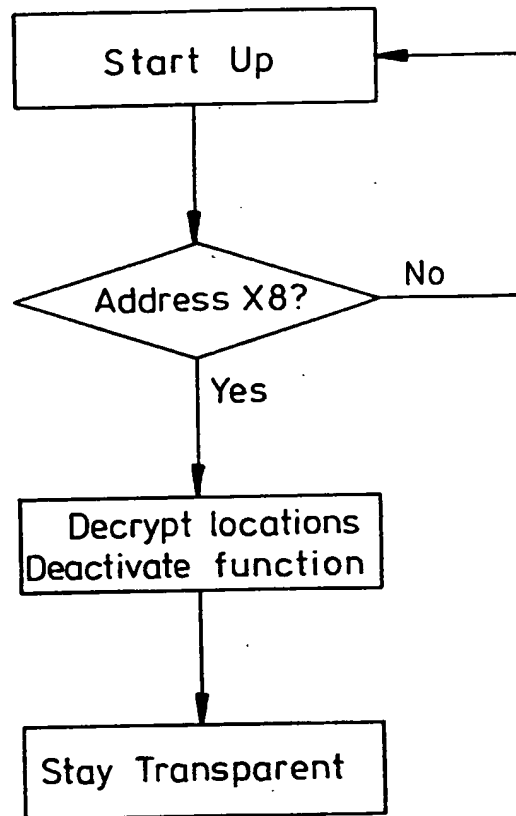 Start Up
Address X8?
No
Yes
Decrypt locations
Deactivate function
Stay Transparent